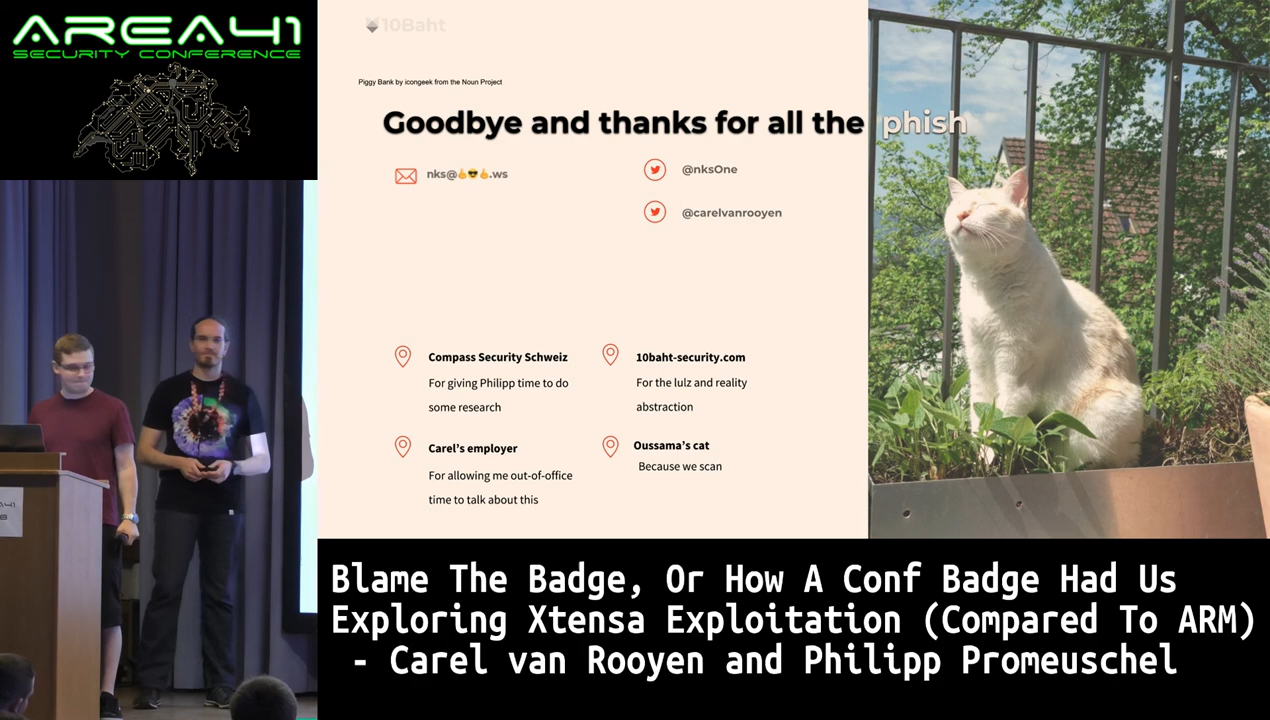 AREA41
SECURITY CONFERENCE
10Baht
Piggy Bank by icongeek from the Noun Project
Goodbye and thanks for all the phish
nks@🤙😎🤙.ws
@nksOne
@carelvanrooyen
Compass Security Schweiz
For giving Philipp time to do
some research
10baht-security.com
For the lulz and reality
abstraction
Carel's employer
For allowing me out-of-office
time to talk about this
Oussama's cat
Because we scan
Blame The Badge, Or How A Conf Badge Had Us
Exploring Xtensa Exploitation (Compared To ARM)
- Carel van Rooyen and Philipp Promeuschel